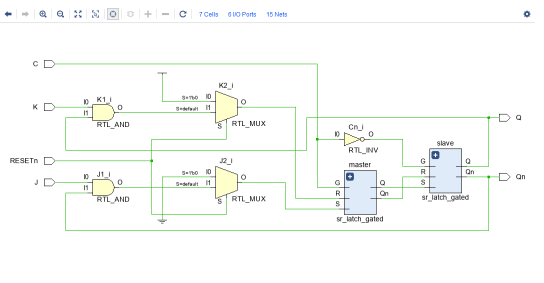 7 Cells 6 I/O Ports 15 Nets
C
K2_i
S=1'b0 I0
K K1_i O
I0 S=default I1
I1 O S RTL_MUX
RTL_AND
Q
Cn_i
I0 O
slave
RTL_INV
RESETn
J2_i
master
G Q
R Qn
S
S=1'b0 I0
J J1_i O
I0 S=default I1
I1 O S RTL_MUX
RTL_AND
G Q
R Qn
S
Qn
sr_latch_gated
sr_latch_gated